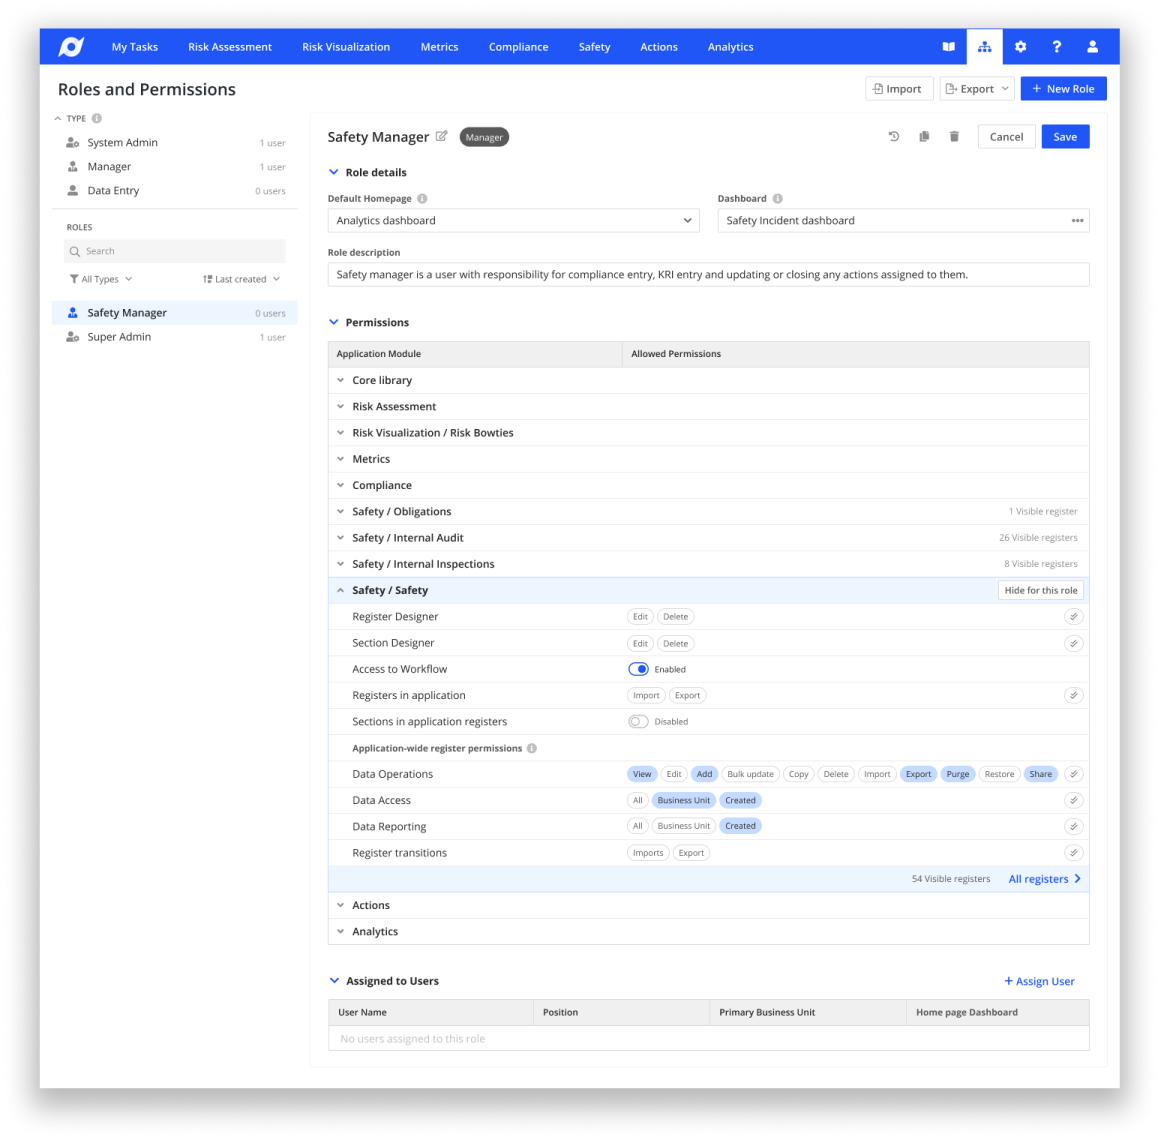 My Tasks Risk Assessment Risk Visualization Metrics Compliance Safety Actions Analytics ?
Roles and Permissions
Import Export + New Role
TYPE
System Admin 1 user
Manager 1 user
Data Entry 0 users
ROLES
Search
All Types Last created
Safety Manager 0 users
Super Admin 1 user
Safety Manager Manager Cancel Save
Role details
Default Homepage Dashboard
Analytics dashboard Safety Incident dashboard •••
Role description
Safety manager is a user with responsibility for compliance entry, KRI entry and updating or closing any actions assigned to them.
Permissions
Application Module Allowed Permissions
Core library
Risk Assessment
Risk Visualization / Risk Bowties
Metrics
Compliance
Safety / Obligations 1 Visible register
Safety / Internal Audit 26 Visible registers
Safety / Internal Inspections 8 Visible registers
Safety / Safety Hide for this role
Register Designer Edit Delete
Section Designer Edit Delete
Access to Workflow Enabled
Registers in application Import Export
Sections in application registers Disabled
Application-wide register permissions
Data Operations View Edit Add Bulk update Copy Delete Import Export Purge Restore Share
Data Access All Business Unit Created
Data Reporting All Business Unit Created
Register transitions Imports Export
54 Visible registers All registers
Actions
Analytics
Assigned to Users + Assign User
User Name Position Primary Business Unit Home page Dashboard
No users assigned to this role